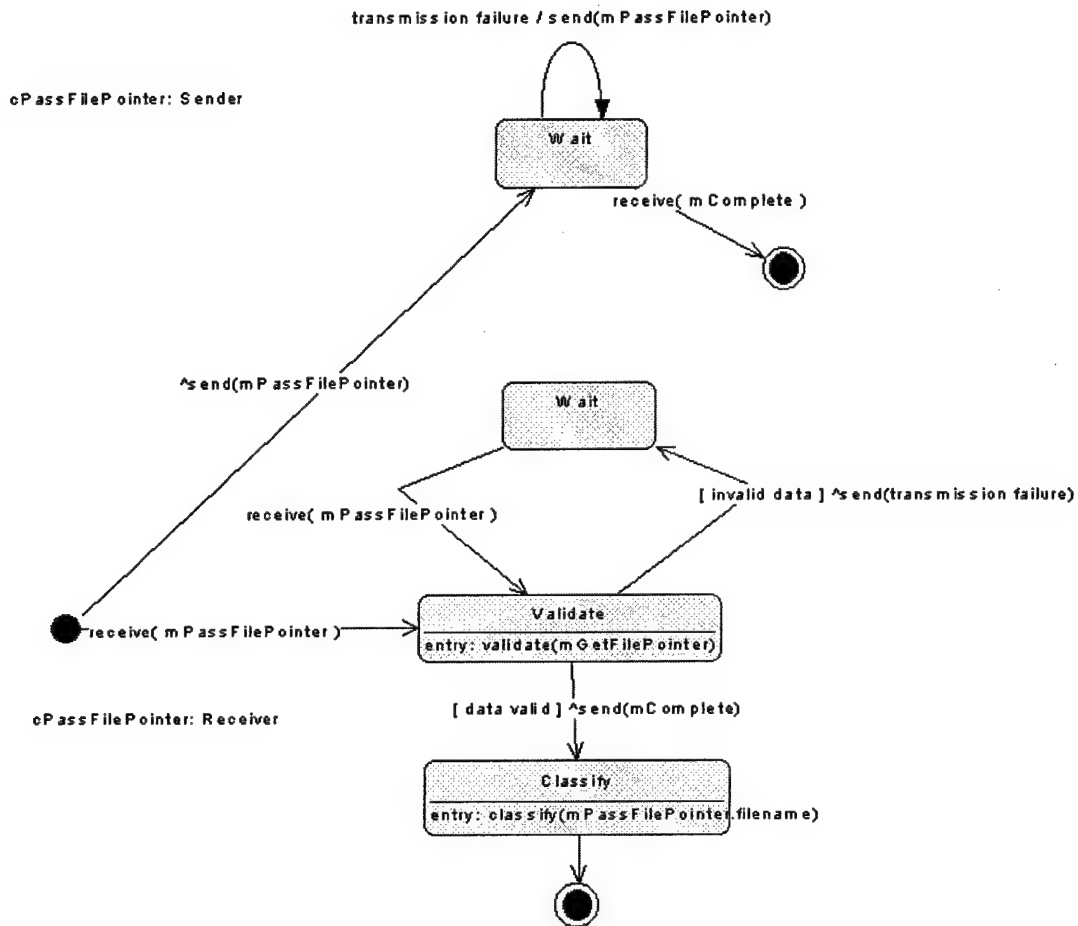 transmission failure / send(mPassFilePointer)
cPassFilePointer: Sender
Wait
receive( mComplete )
^send(mPassFilePointer)
Wait
[ invalid data ] ^send(transmission failure)
receive( mPassFilePointer )
Validate
receive( mPassFilePointer )
entry: validate(mGetFilePointer)
[ data valid ] ^send(mComplete)
cPassFilePointer: Receiver
Classify
entry: classify(mPassFilePointer.filename)